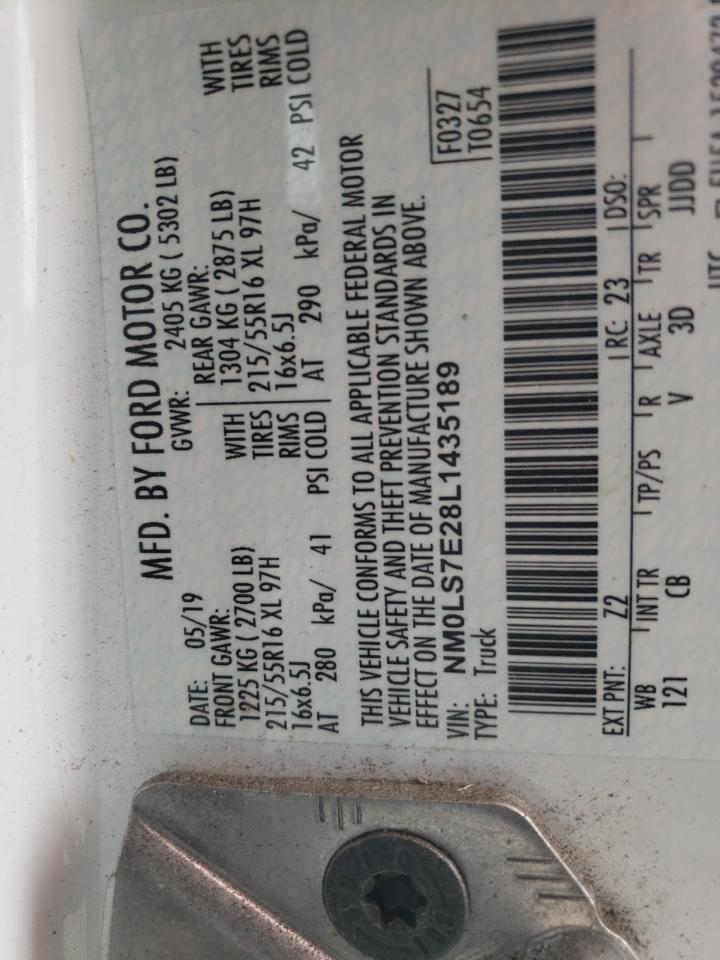 MFD. BY FORD MOTOR CO.
DATE: 05/19 GVWR: 2405 KG ( 5302 LB)
FRONT GAWR: REAR GAWR:
1225 KG ( 2700 LB) WITH 1304 KG ( 2875 LB) WITH
215/55R16 XL 97H TIRES 215/55R16 XL 97H TIRES
16x6.5J RIMS 16x6.5J RIMS
AT 280 kPa/ 41 PSI COLD AT 290 kPa/ 42 PSI COLD
THIS VEHICLE CONFORMS TO ALL APPLICABLE FEDERAL MOTOR
VEHICLE SAFETY AND THEFT PREVENTION STANDARDS IN
EFFECT ON THE DATE OF MANUFACTURE SHOWN ABOVE.
VIN: NM0LS7E28L1435189 F0327
TYPE: Truck T0654
EXT PNT: Z2 RC: 23 DSO:
WB INT TR TP/PS R AXLE TR SPR
121 CB V 3D JJDD
UTC